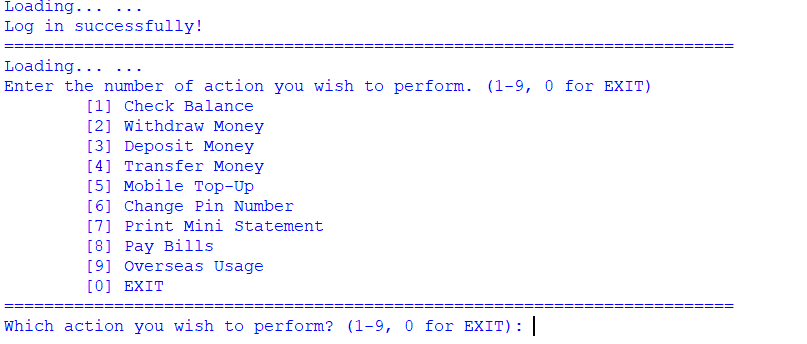 Loading... ...
Log in successfully!
=========================================================================
Loading... ...
Enter the number of action you wish to perform. (1-9, 0 for EXIT)
[1] Check Balance
[2] Withdraw Money
[3] Deposit Money
[4] Transfer Money
[5] Mobile Top-Up
[6] Change Pin Number
[7] Print Mini Statement
[8] Pay Bills
[9] Overseas Usage
[0] EXIT
=========================================================================
Which action you wish to perform? (1-9, 0 for EXIT):